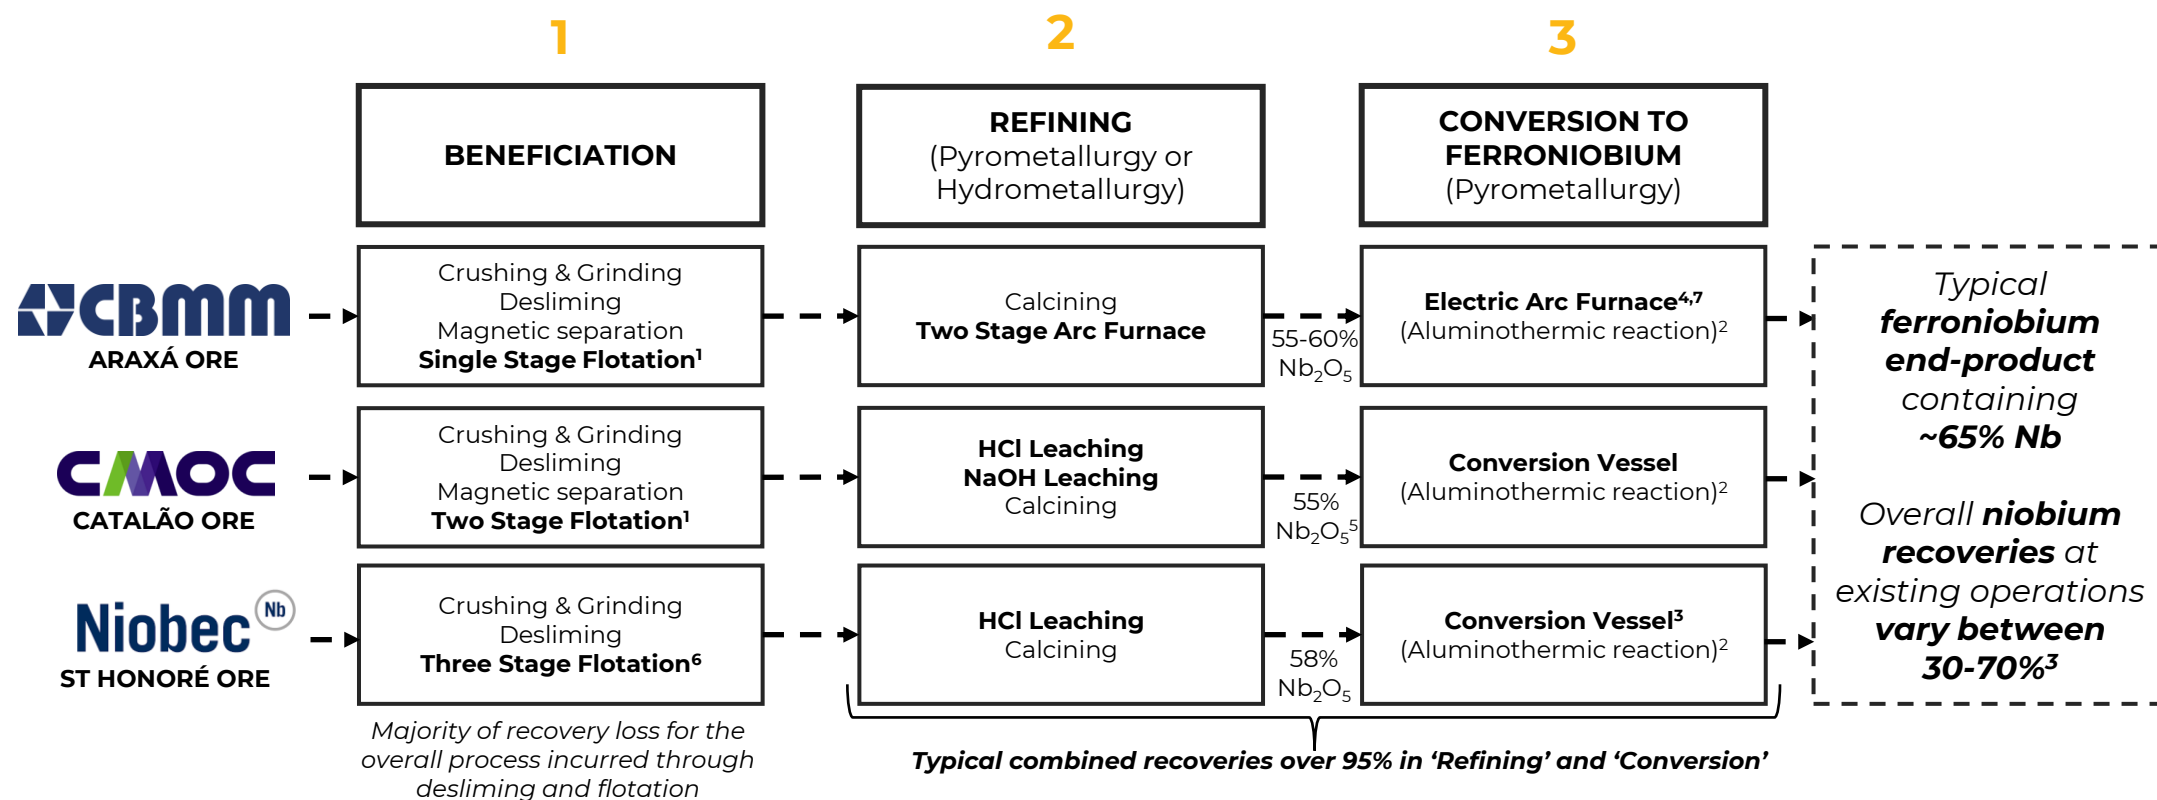 1
2
3
BENEFICIATION
REFINING
(Pyrometallurgy or
Hydrometallurgy)
CONVERSION TO
FERRONIOBIUM
(Pyrometallurgy)
CBMM
ARAXÁ ORE
Crushing & Grinding
Desliming
Magnetic separation
Single Stage Flotation¹
Calcining
Two Stage Arc Furnace
55-60%
Nb₂O₅
Electric Arc Furnace⁴,⁷
(Aluminothermic reaction)²
CMOC
CATALÃO ORE
Crushing & Grinding
Desliming
Magnetic separation
Two Stage Flotation¹
HCl Leaching
NaOH Leaching
Calcining
55%
Nb₂O₅⁵
Conversion Vessel
(Aluminothermic reaction)²
Niobec Nb
ST HONORÉ ORE
Crushing & Grinding
Desliming
Three Stage Flotation⁶
HCl Leaching
Calcining
58%
Nb₂O₅
Conversion Vessel³
(Aluminothermic reaction)²
Typical
ferroniobium
end-product
containing
~65% Nb
Overall niobium
recoveries at
existing operations
vary between
30-70%³
Majority of recovery loss for the
overall process incurred through
desliming and flotation
Typical combined recoveries over 95% in ‘Refining’ and ‘Conversion’